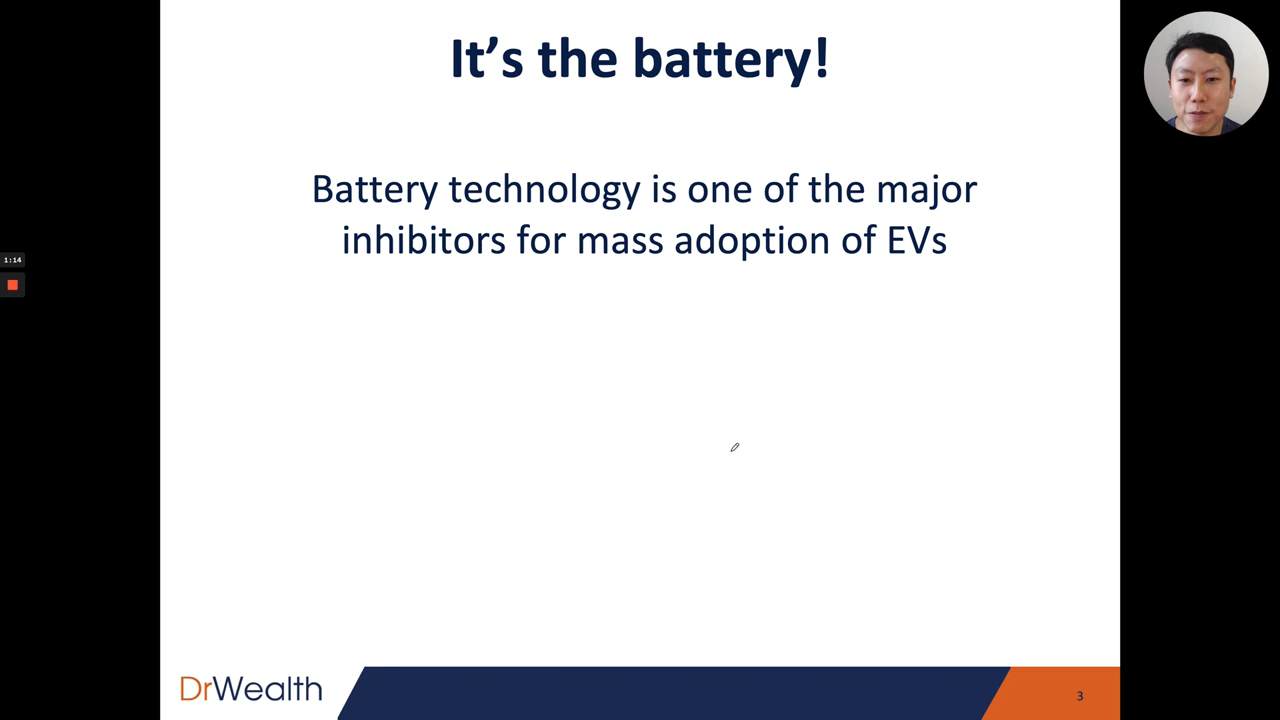 It's the battery!
Battery technology is one of the major
inhibitors for mass adoption of EVs
1:14
DrWealth
3